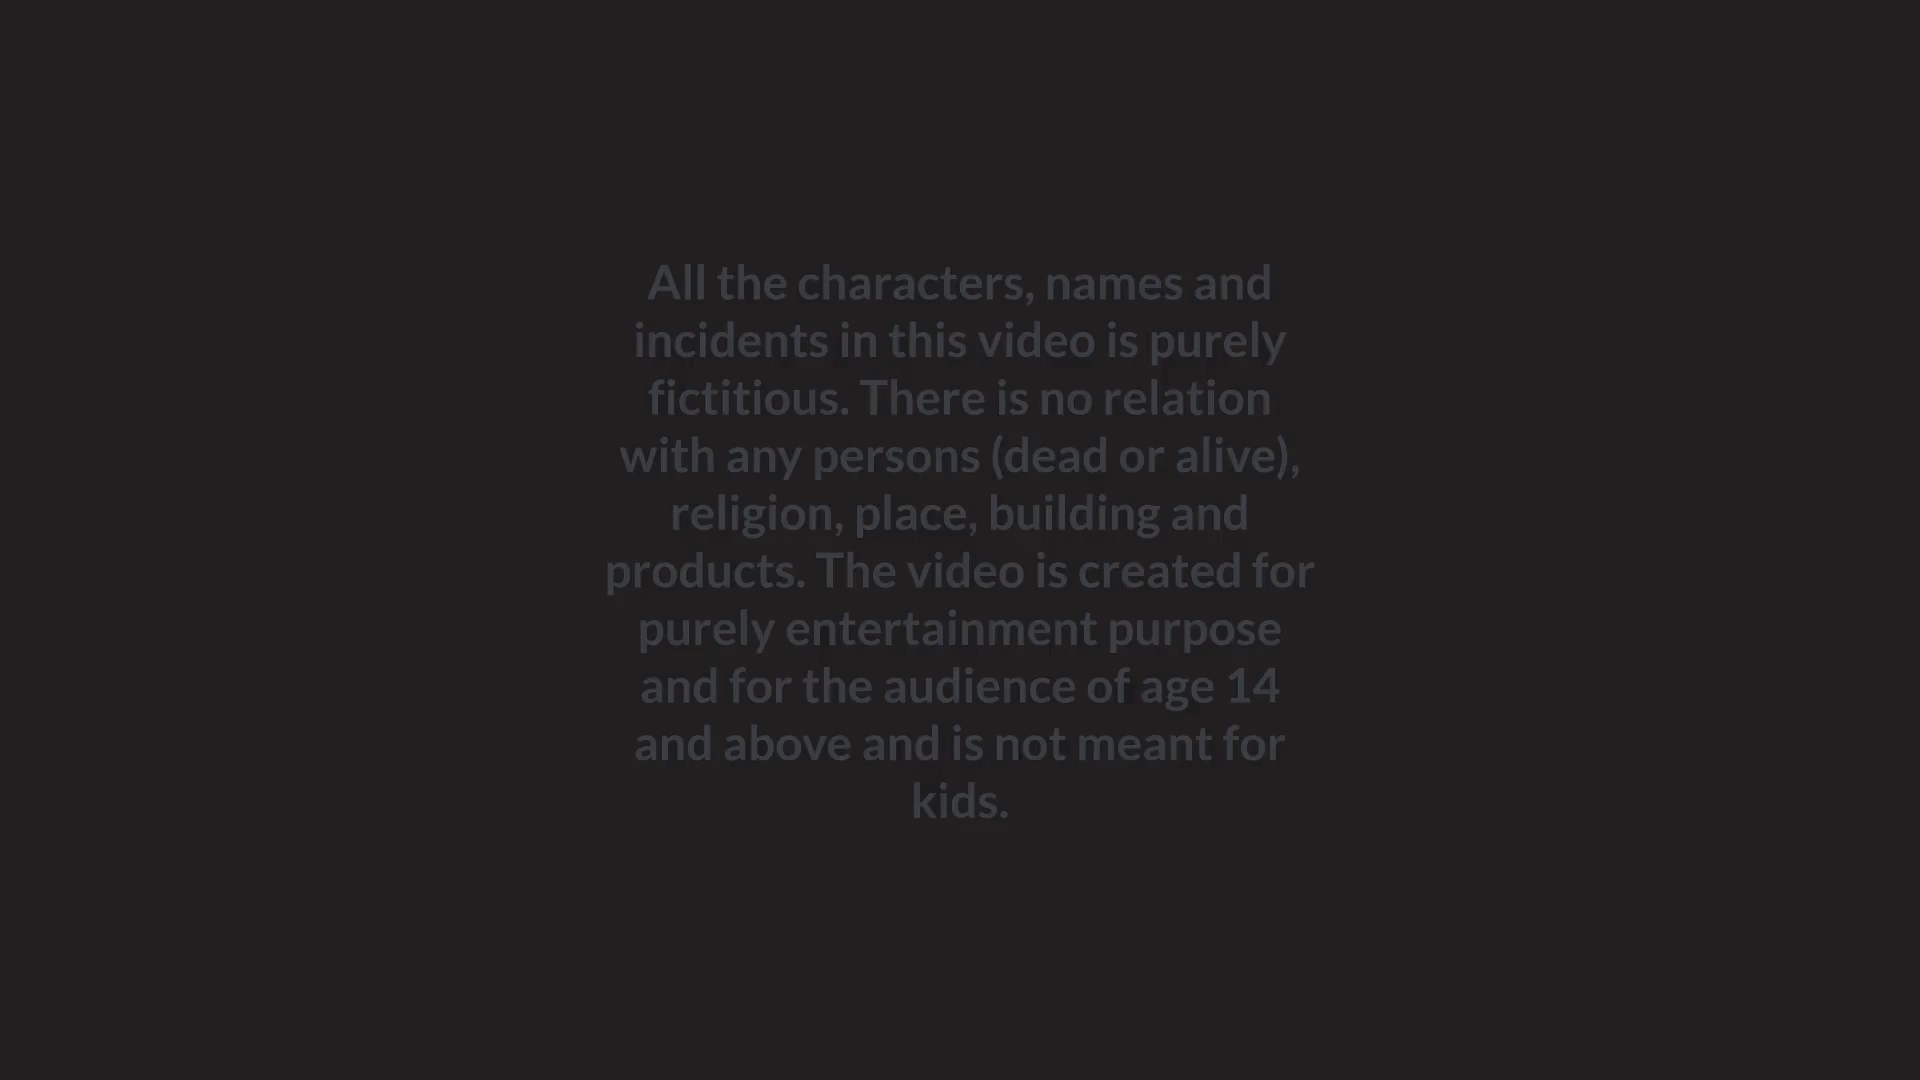 All the characters, names and
incidents in this video is purely
fictitious. There is no relation
with any persons (dead or alive),
religion, place, building and
products. The video is created for
purely entertainment purpose
and for the audience of age 14
and above and is not meant for
kids.